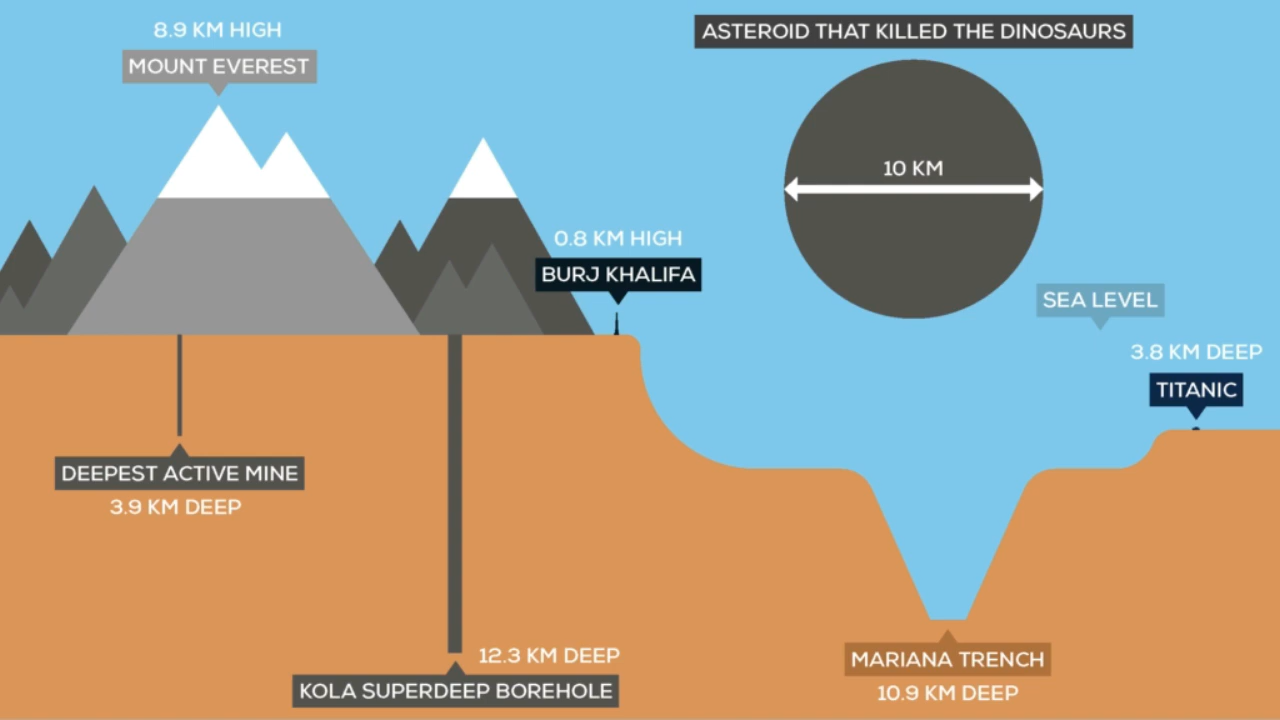 8.9 KM HIGH
MOUNT EVEREST
ASTEROID THAT KILLED THE DINOSAURS
10 KM
0.8 KM HIGH
BURJ KHALIFA
SEA LEVEL
3.8 KM DEEP
TITANIC
DEEPEST ACTIVE MINE
3.9 KM DEEP
12.3 KM DEEP
KOLA SUPERDEEP BOREHOLE
MARIANA TRENCH
10.9 KM DEEP